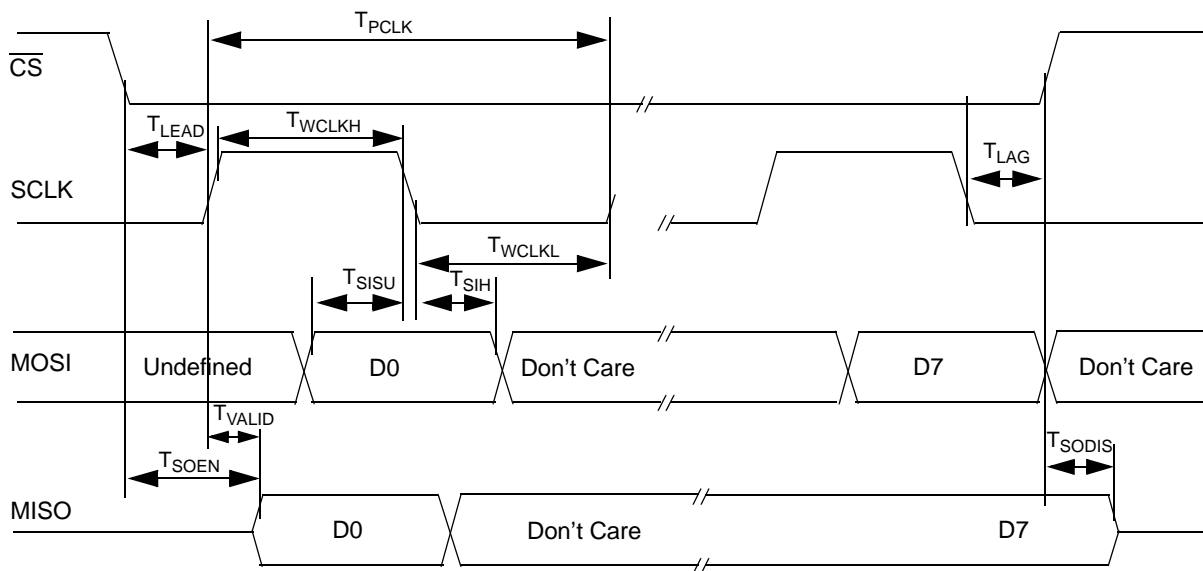 T_PCLK
CS
T_LEAD
T_WCLKH
T_LAG
SCLK
T_WCLKL
T_SISU
T_SIH
MOSI
Undefined
D0
Don't Care
D7
Don't Care
T_VALID
T_SOEN
T_SODIS
MISO
D0
Don't Care
D7